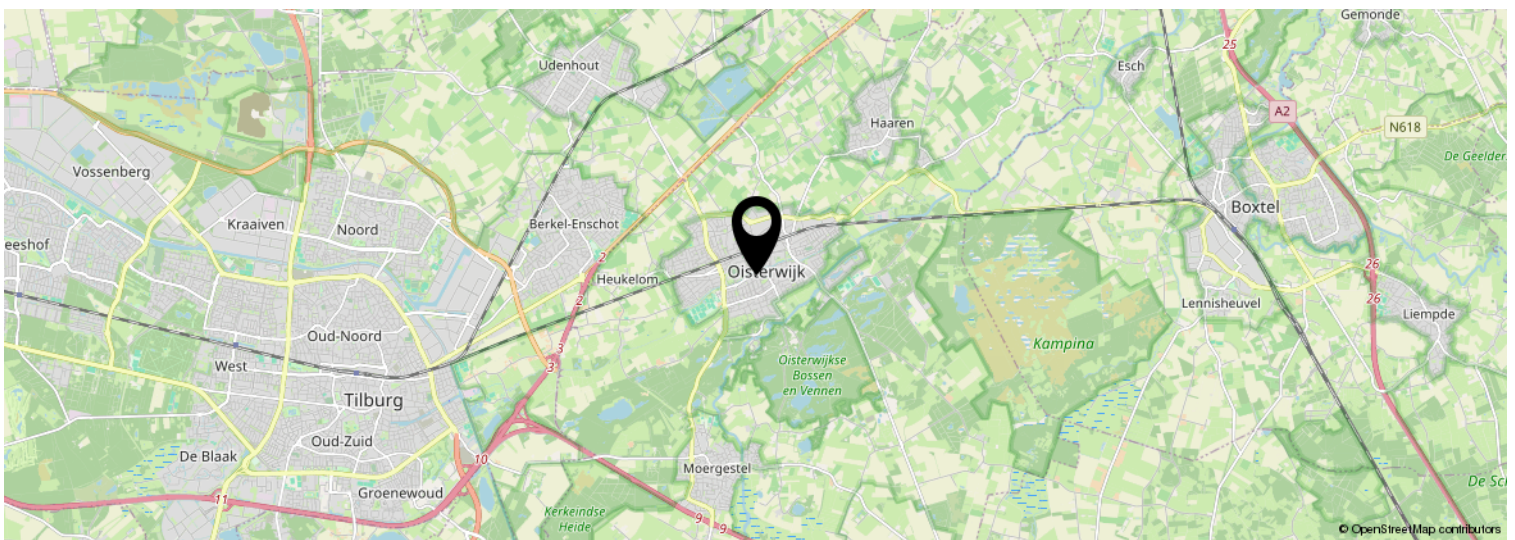 Gemonde
25
Udenhout
Esch
A2
Haaren
N618
De Geelders
Vossenberg
Kraaiven
Noord
Berkel-Enschot
Boxtel
eeshof
2
Heukelom
Oisterwijk
26
2
26
Lennisheuvel
Liempde
Oud-Noord
3
Kampina
West
3
Oisterwijkse
Bossen
en Vennen
Tilburg
Oud-Zuid
De Blaak
10
Moergestel
De Sc
Groenewoud
11
Kerkeindse
Heide
9
9
© OpenStreetMap contributors